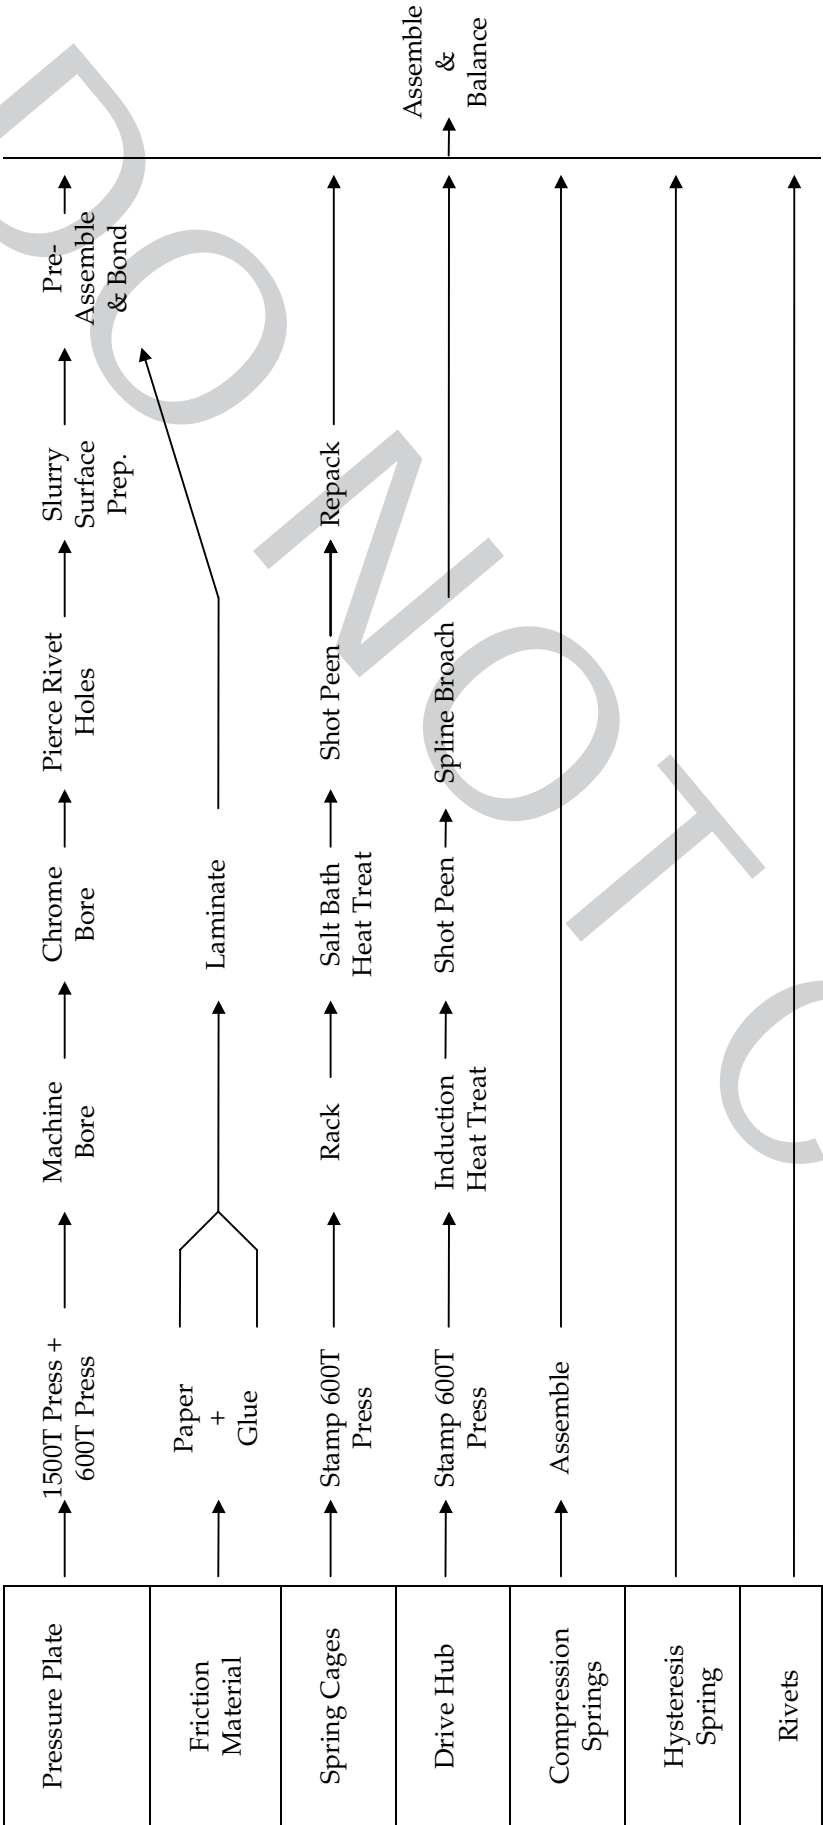 Pressure Plate
1500T Press +
600T Press
Machine
Bore
Chrome
Bore
Pierce Rivet
Holes
Slurry
Surface
Prep.
Pre-
Assemble
& Bond
Friction
Material
Paper
+
Glue
Laminate
Spring Cages
Stamp 600T
Press
Rack
Salt Bath
Heat Treat
Shot Peen
Repack
Drive Hub
Stamp 600T
Press
Induction
Heat Treat
Shot Peen
Spline Broach
Assemble
&
Balance
Compression
Springs
Assemble
Hysteresis
Spring
Rivets
DO NOT C